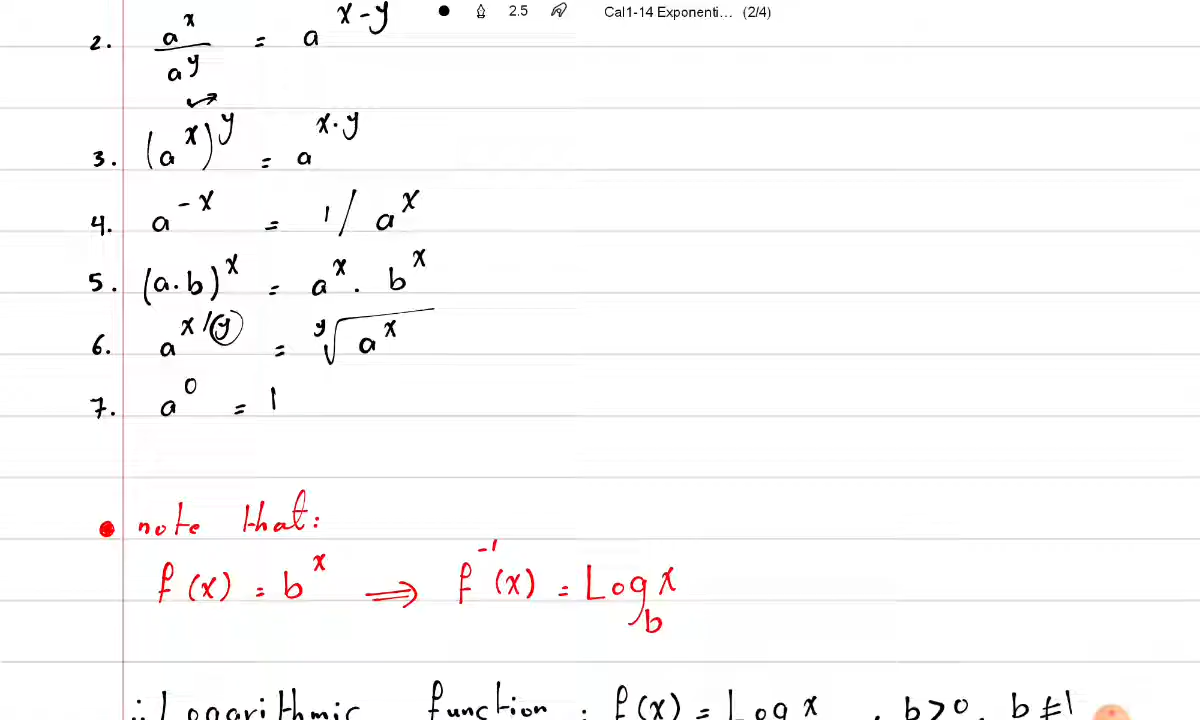 2.5 Cal1-14 Exponenti... (2/4)
2. a^x / a^y = a^(x-y)
3. (a^x)^y = a^(x·y)
4. a^(-x) = 1/a^x
5. (a.b)^x = a^x . b^x
6. a^(x/y) = ʸ√(a^x)
7. a^0 = 1
• note that:
f(x) = b^x ⟹ f^(-1)(x) = Log_b x
∴ Logarithmic function : f(x) = Log x , b>0, b≠1